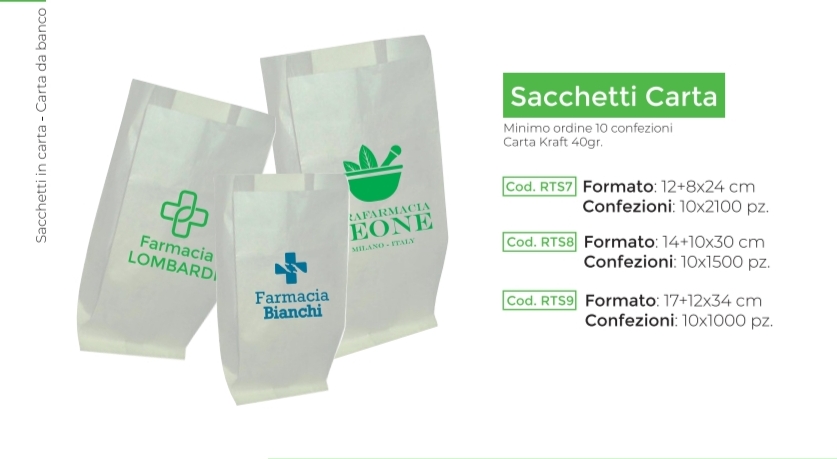 Sacchetti in carta - Carta da banco
Sacchetti Carta
Minimo ordine 10 confezioni
Carta Kraft 40gr.
Cod. RTS7 Formato: 12+8x24 cm
Confezioni: 10x2100 pz.
Cod. RTS8 Formato: 14+10x30 cm
Confezioni: 10x1500 pz.
Cod. RTS9 Formato: 17+12x34 cm
Confezioni: 10x1000 pz.
Farmacia
LOMBARDI
Farmacia
Bianchi
RAFARMACIA
EONE
MILANO - ITALY